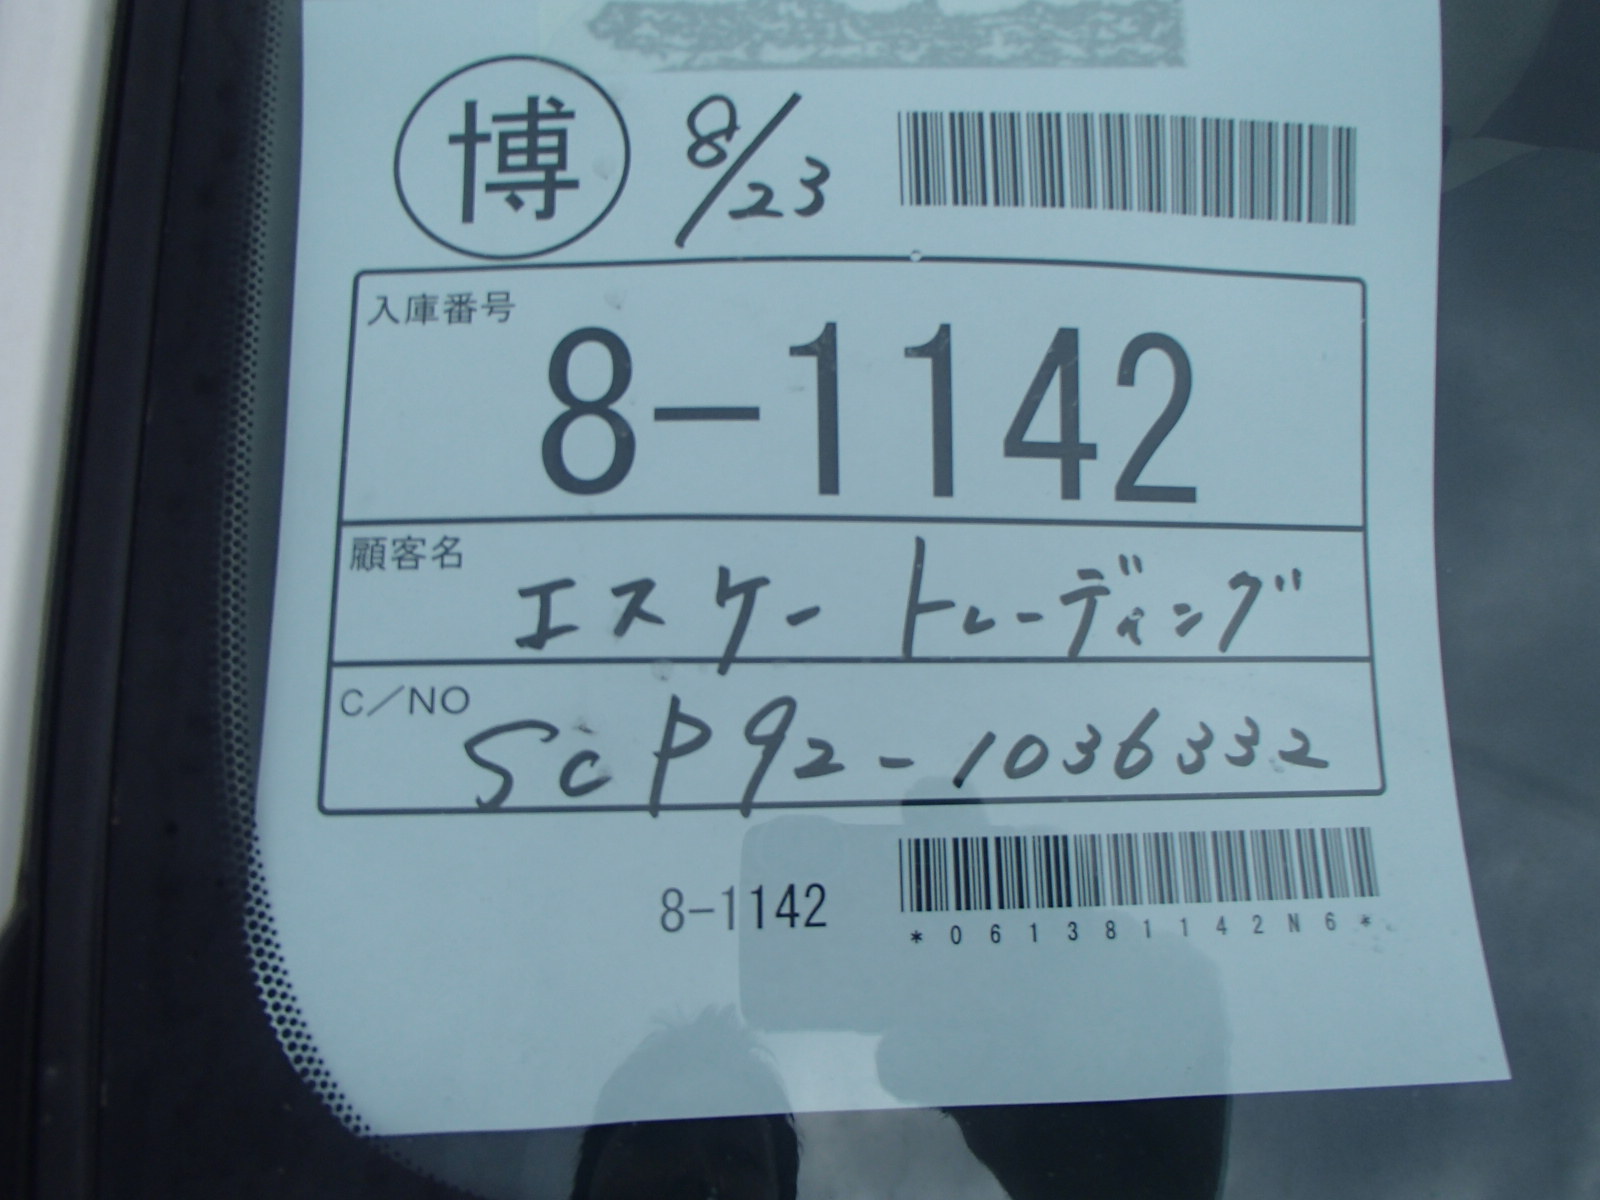 博 8/23
入庫番号
8-1142
顧客名
エスケー トレーディング
C/NO
SCP92-1036332
8-1142
*061381142N6*